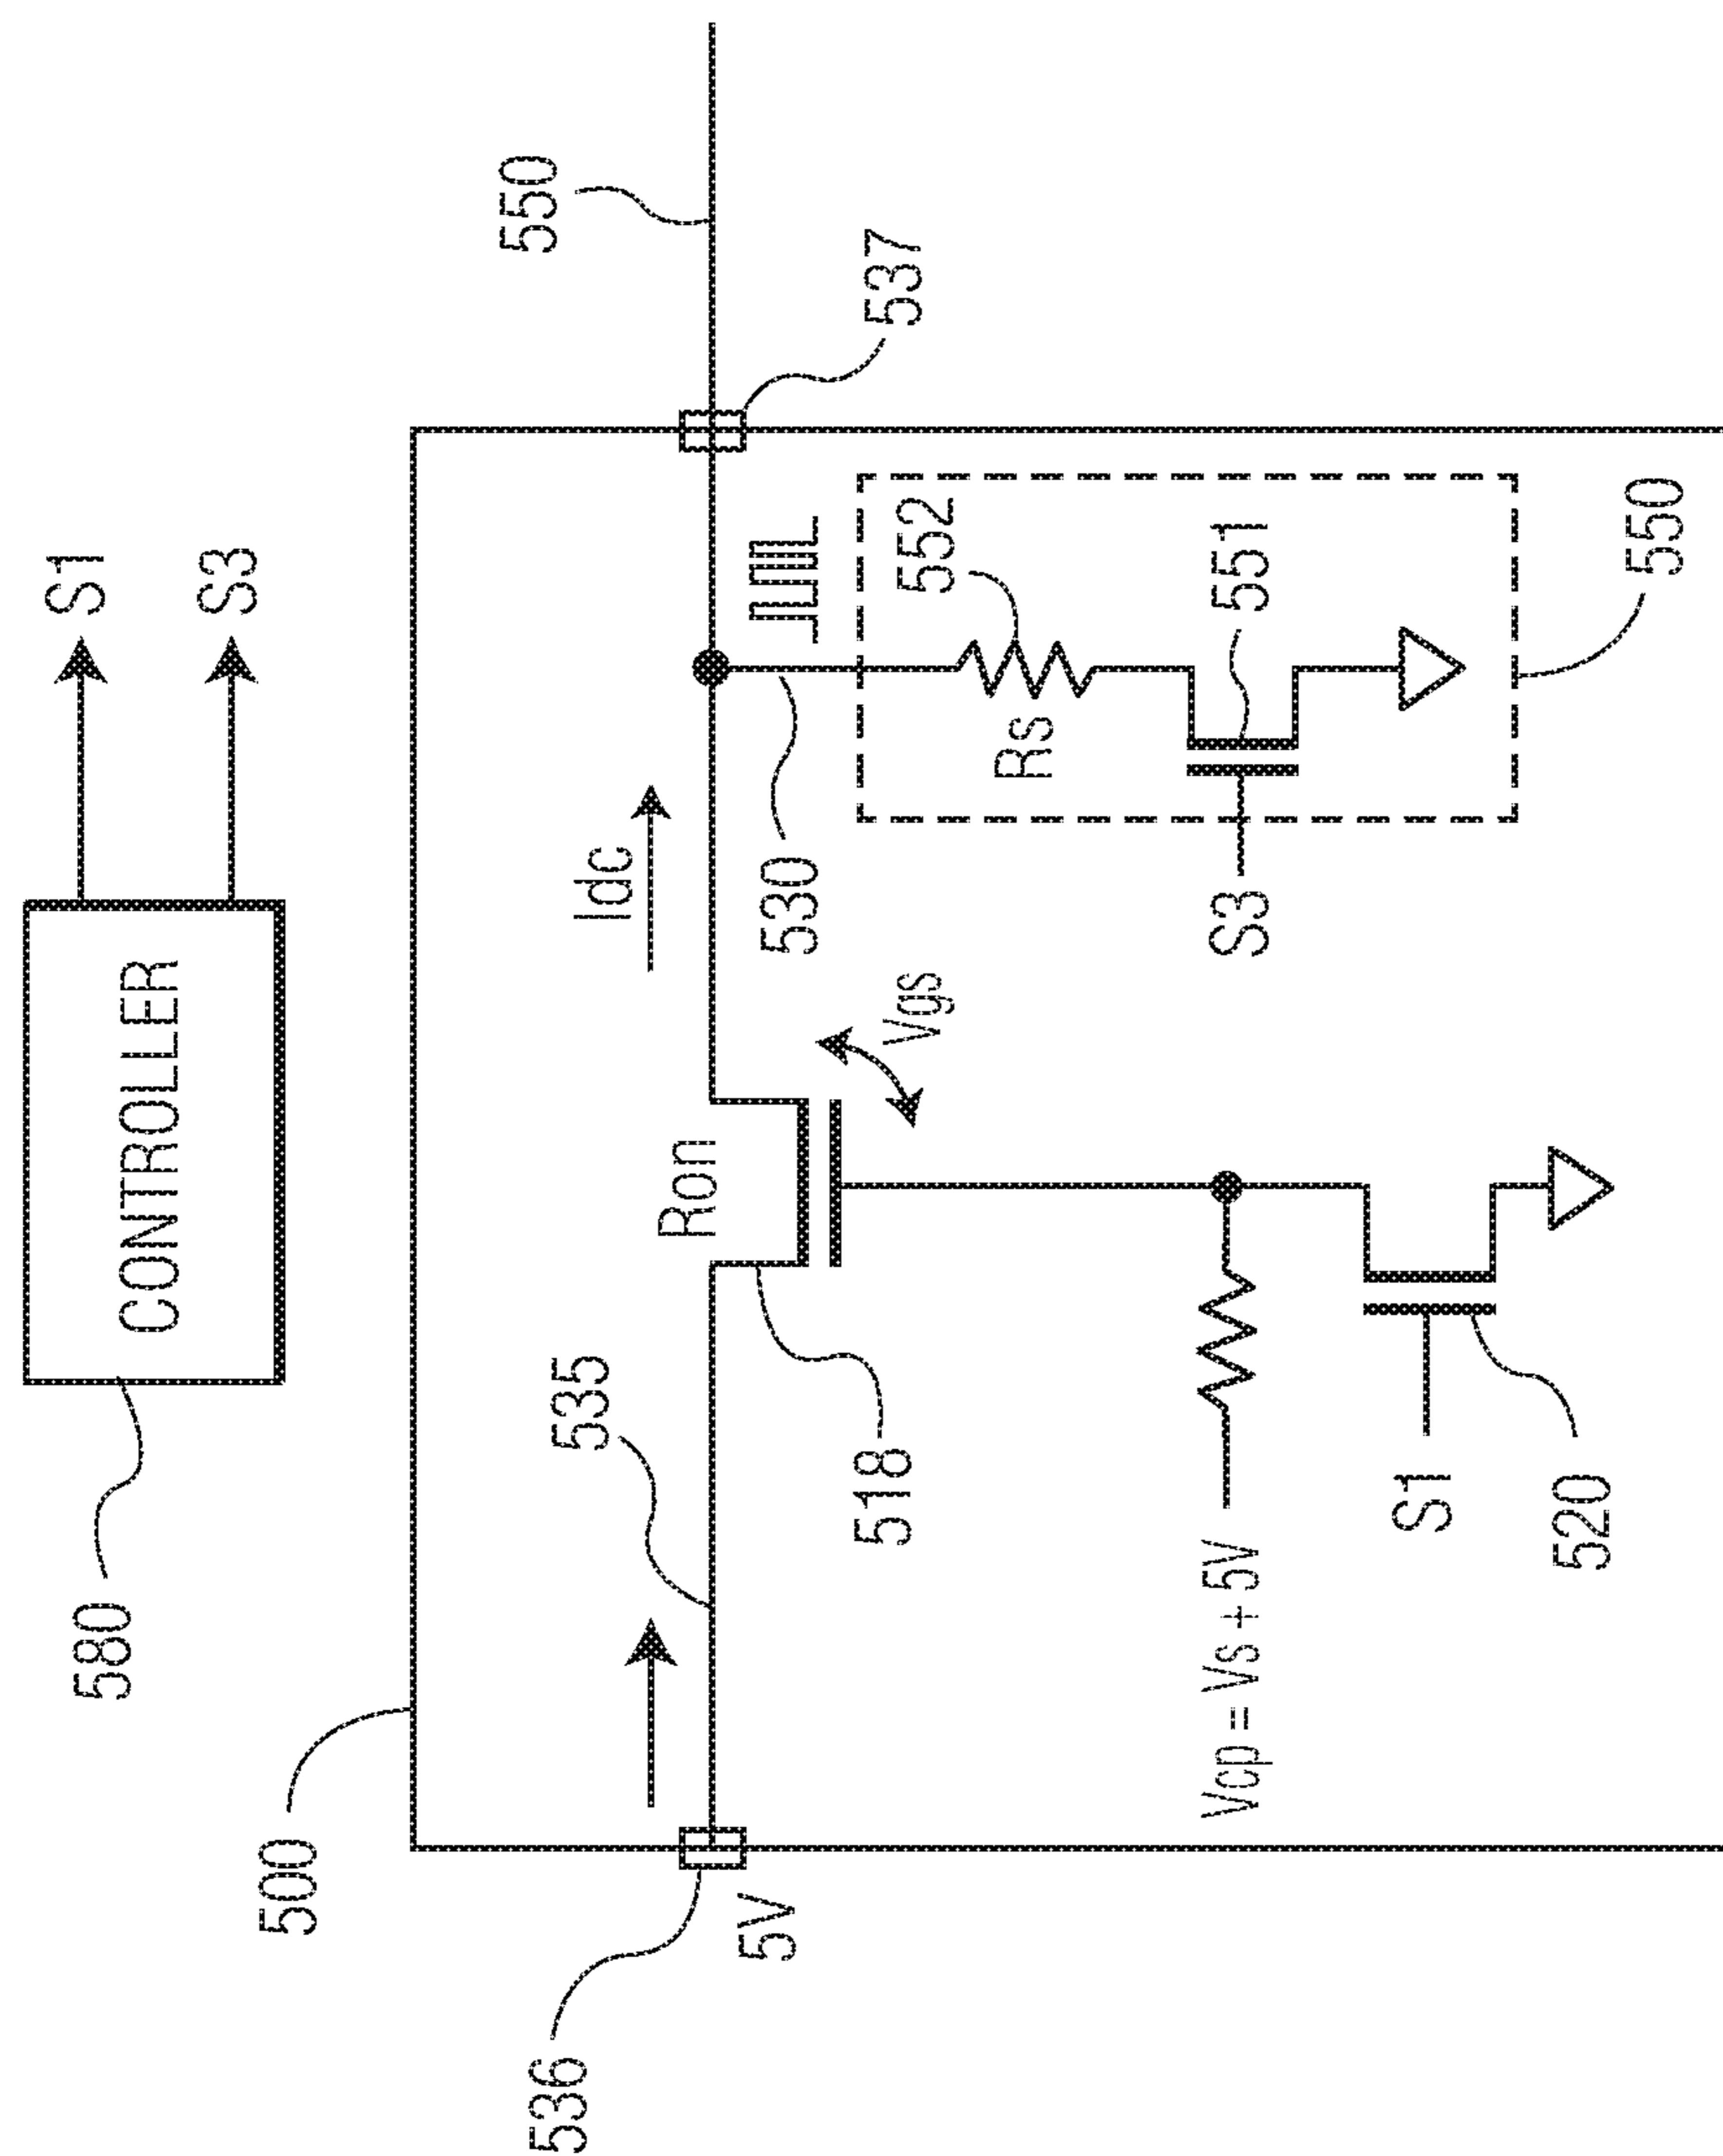 580
CONTROLLER
S1
S3
500
535
Idc
550
536
5V
Ron
530
537
518
Vgs
552
Rs
Vcp = Vs + 5V
S3
551
S1
520
550